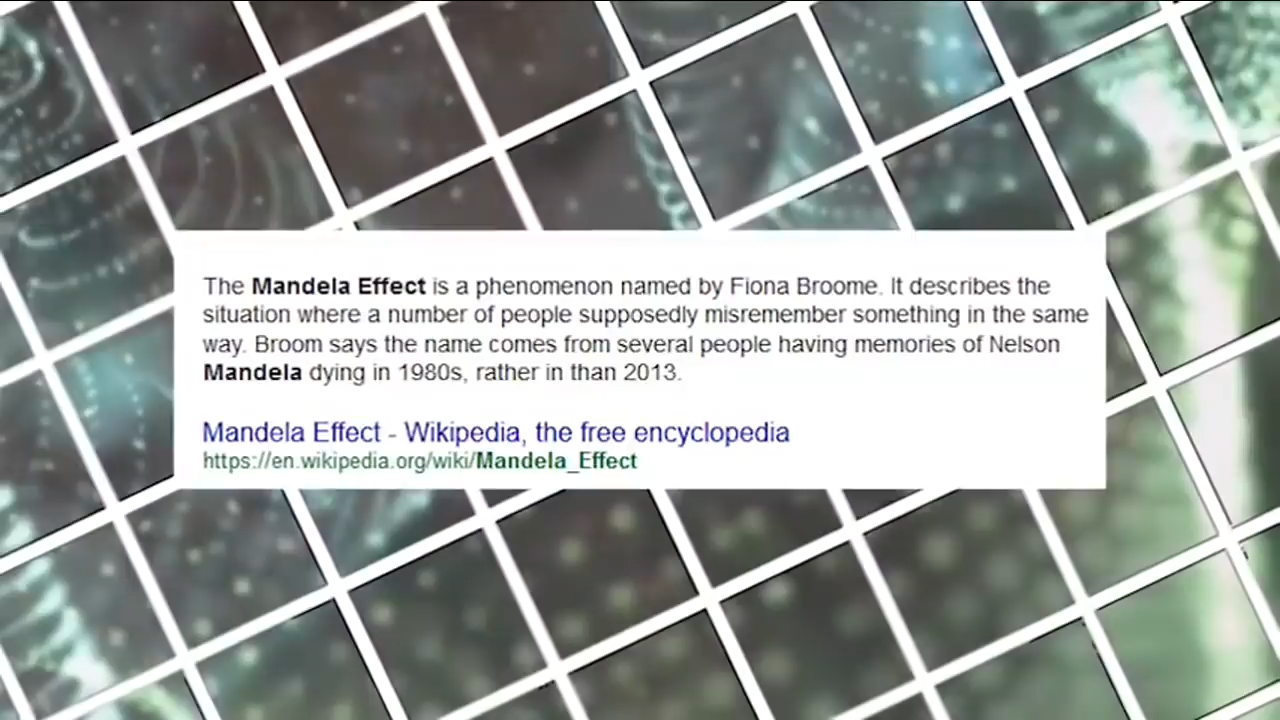 The Mandela Effect is a phenomenon named by Fiona Broome. It describes the
situation where a number of people supposedly misremember something in the same
way. Broom says the name comes from several people having memories of Nelson
Mandela dying in 1980s, rather in than 2013.
Mandela Effect - Wikipedia, the free encyclopedia
https://en.wikipedia.org/wiki/Mandela_Effect